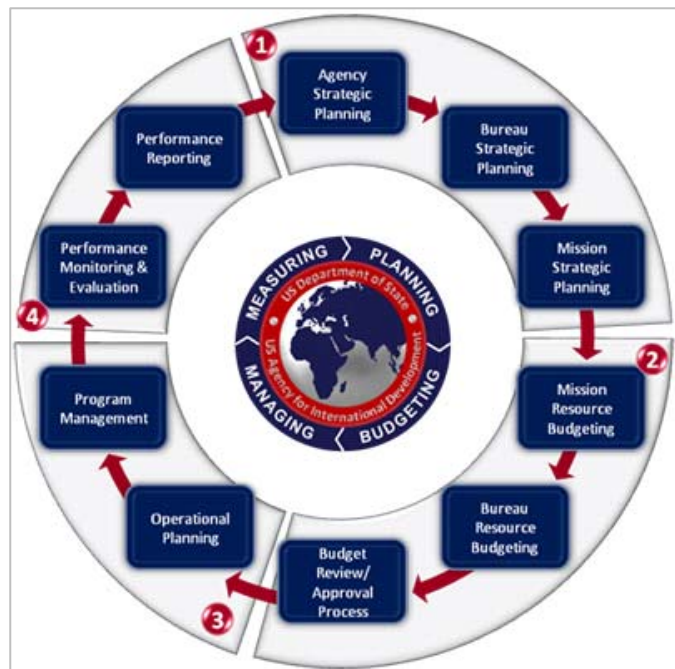 1
Agency
Strategic
Planning
Bureau
Strategic
Planning
Mission
Strategic
Planning
2
Mission
Resource
Budgeting
Bureau
Resource
Budgeting
Budget
Review/
Approval
Process
3
Operational
Planning
Program
Management
4
Performance
Monitoring &
Evaluation
Performance
Reporting
MEASURING
PLANNING
BUDGETING
MANAGING
US Department of State
US Agency for International Development